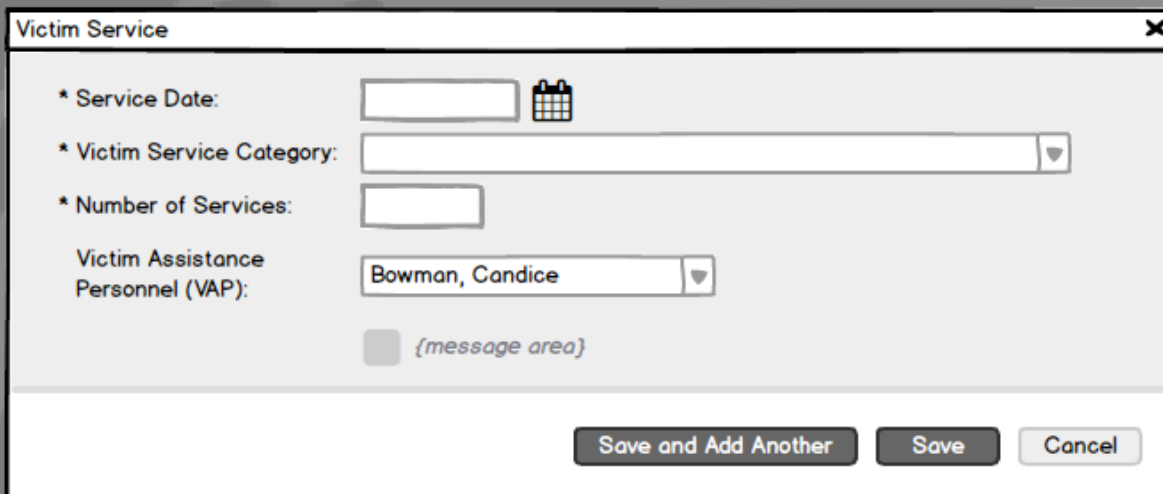 Victim Service
* Service Date:
* Victim Service Category:
* Number of Services:
Victim Assistance
Personnel (VAP):
Bowman, Candice
{message area}
Save and Add Another
Save
Cancel